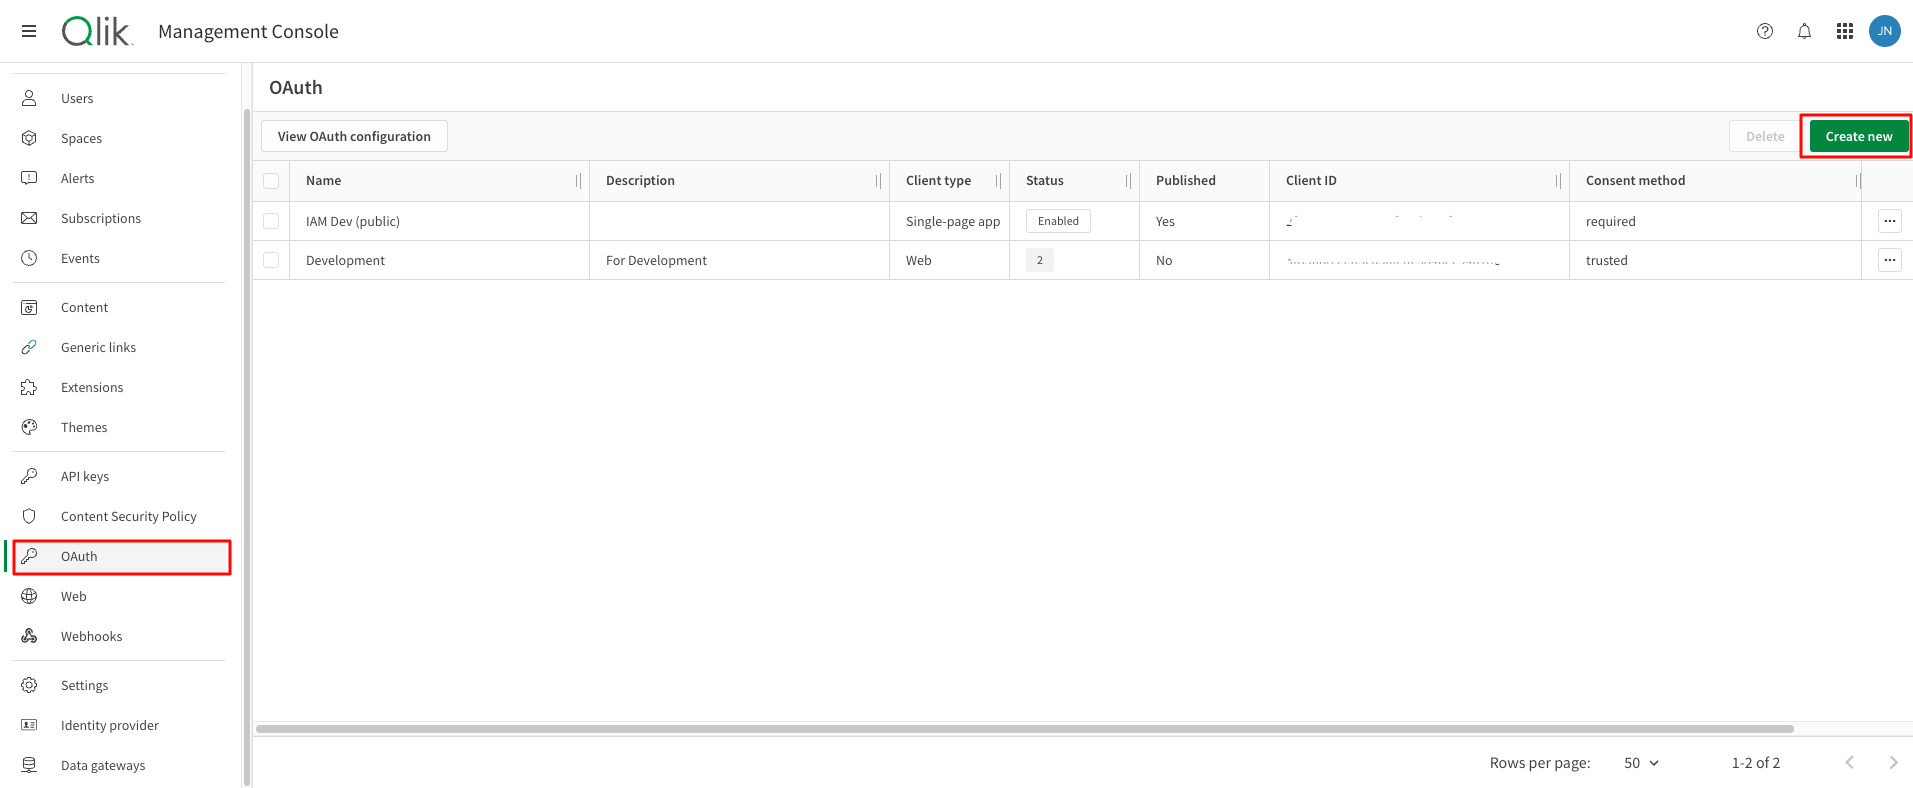 Qlik
Management Console
JN
Users
Spaces
Alerts
Subscriptions
Events
Content
Generic links
Extensions
Themes
API keys
Content Security Policy
OAuth
Web
Webhooks
Settings
Identity provider
Data gateways
OAuth
View OAuth configuration
Delete
Create new
Name Description Client type Status Published Client ID Consent method
IAM Dev (public) Single-page app Enabled Yes required
Development For Development Web 2 No trusted
Rows per page: 50 1-2 of 2